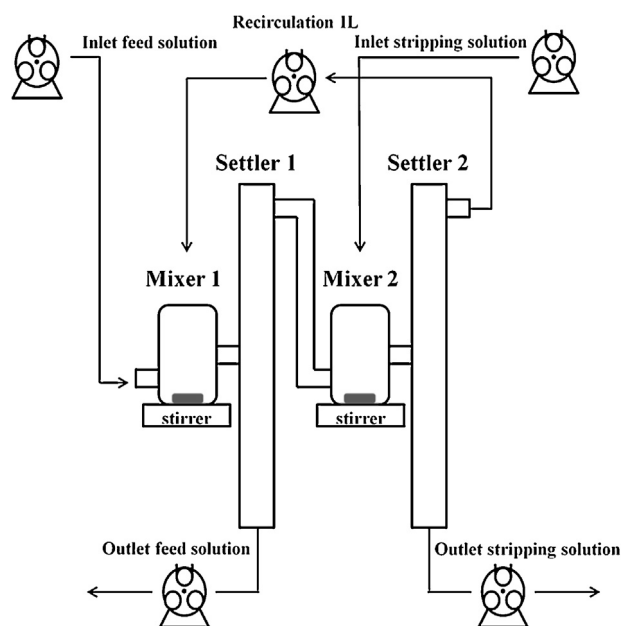 Recirculation 1L
Inlet feed solution
Inlet stripping solution
Settler 1
Settler 2
Mixer 1
Mixer 2
stirrer
stirrer
Outlet feed solution
Outlet stripping solution